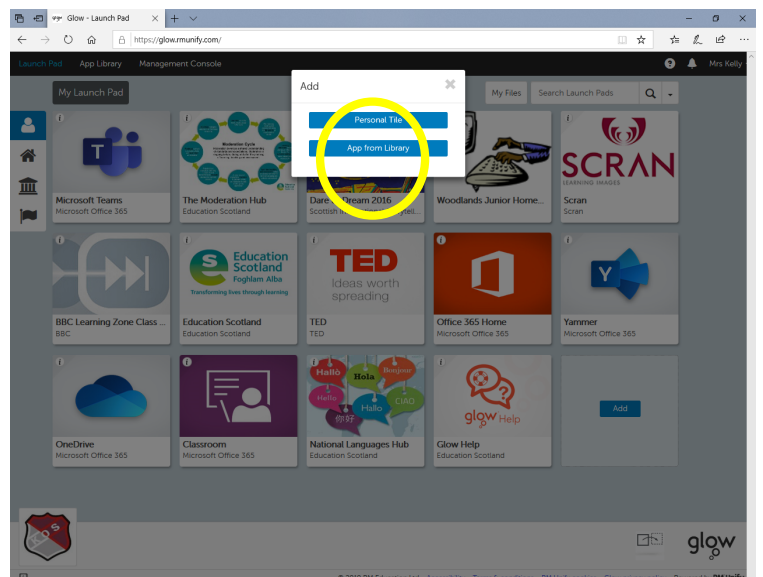 Glow - Launch Pad
https://glow.rmunify.com/
Launch Pad App Library Management Console Mrs Kelly
My Launch Pad
My Files
Search Launch Pads
Add
Personal Tile
App from Library
Microsoft Teams
Microsoft Office 365
Moderation Cycle
The Moderation Hub
Education Scotland
Dream 2016
Woodlands Junior Home...
SCRAN
LEARNING IMAGES
Scran
Scran
BBC Learning Zone Class ...
BBC
Education
Scotland
Foghlam Alba
Transforming lives through learning
Education Scotland
Education Scotland
TED
Ideas worth
spreading
TED
TED
Office 365 Home
Microsoft Office 365
Yammer
Microsoft Office 365
OneDrive
Microsoft Office 365
Classroom
Microsoft Office 365
Hallò
Hola
Bonjour
Hello
Hallo
CIAO
你好
National Languages Hub
Education Scotland
glow Help
Glow Help
Education Scotland
Add
KDS
glow